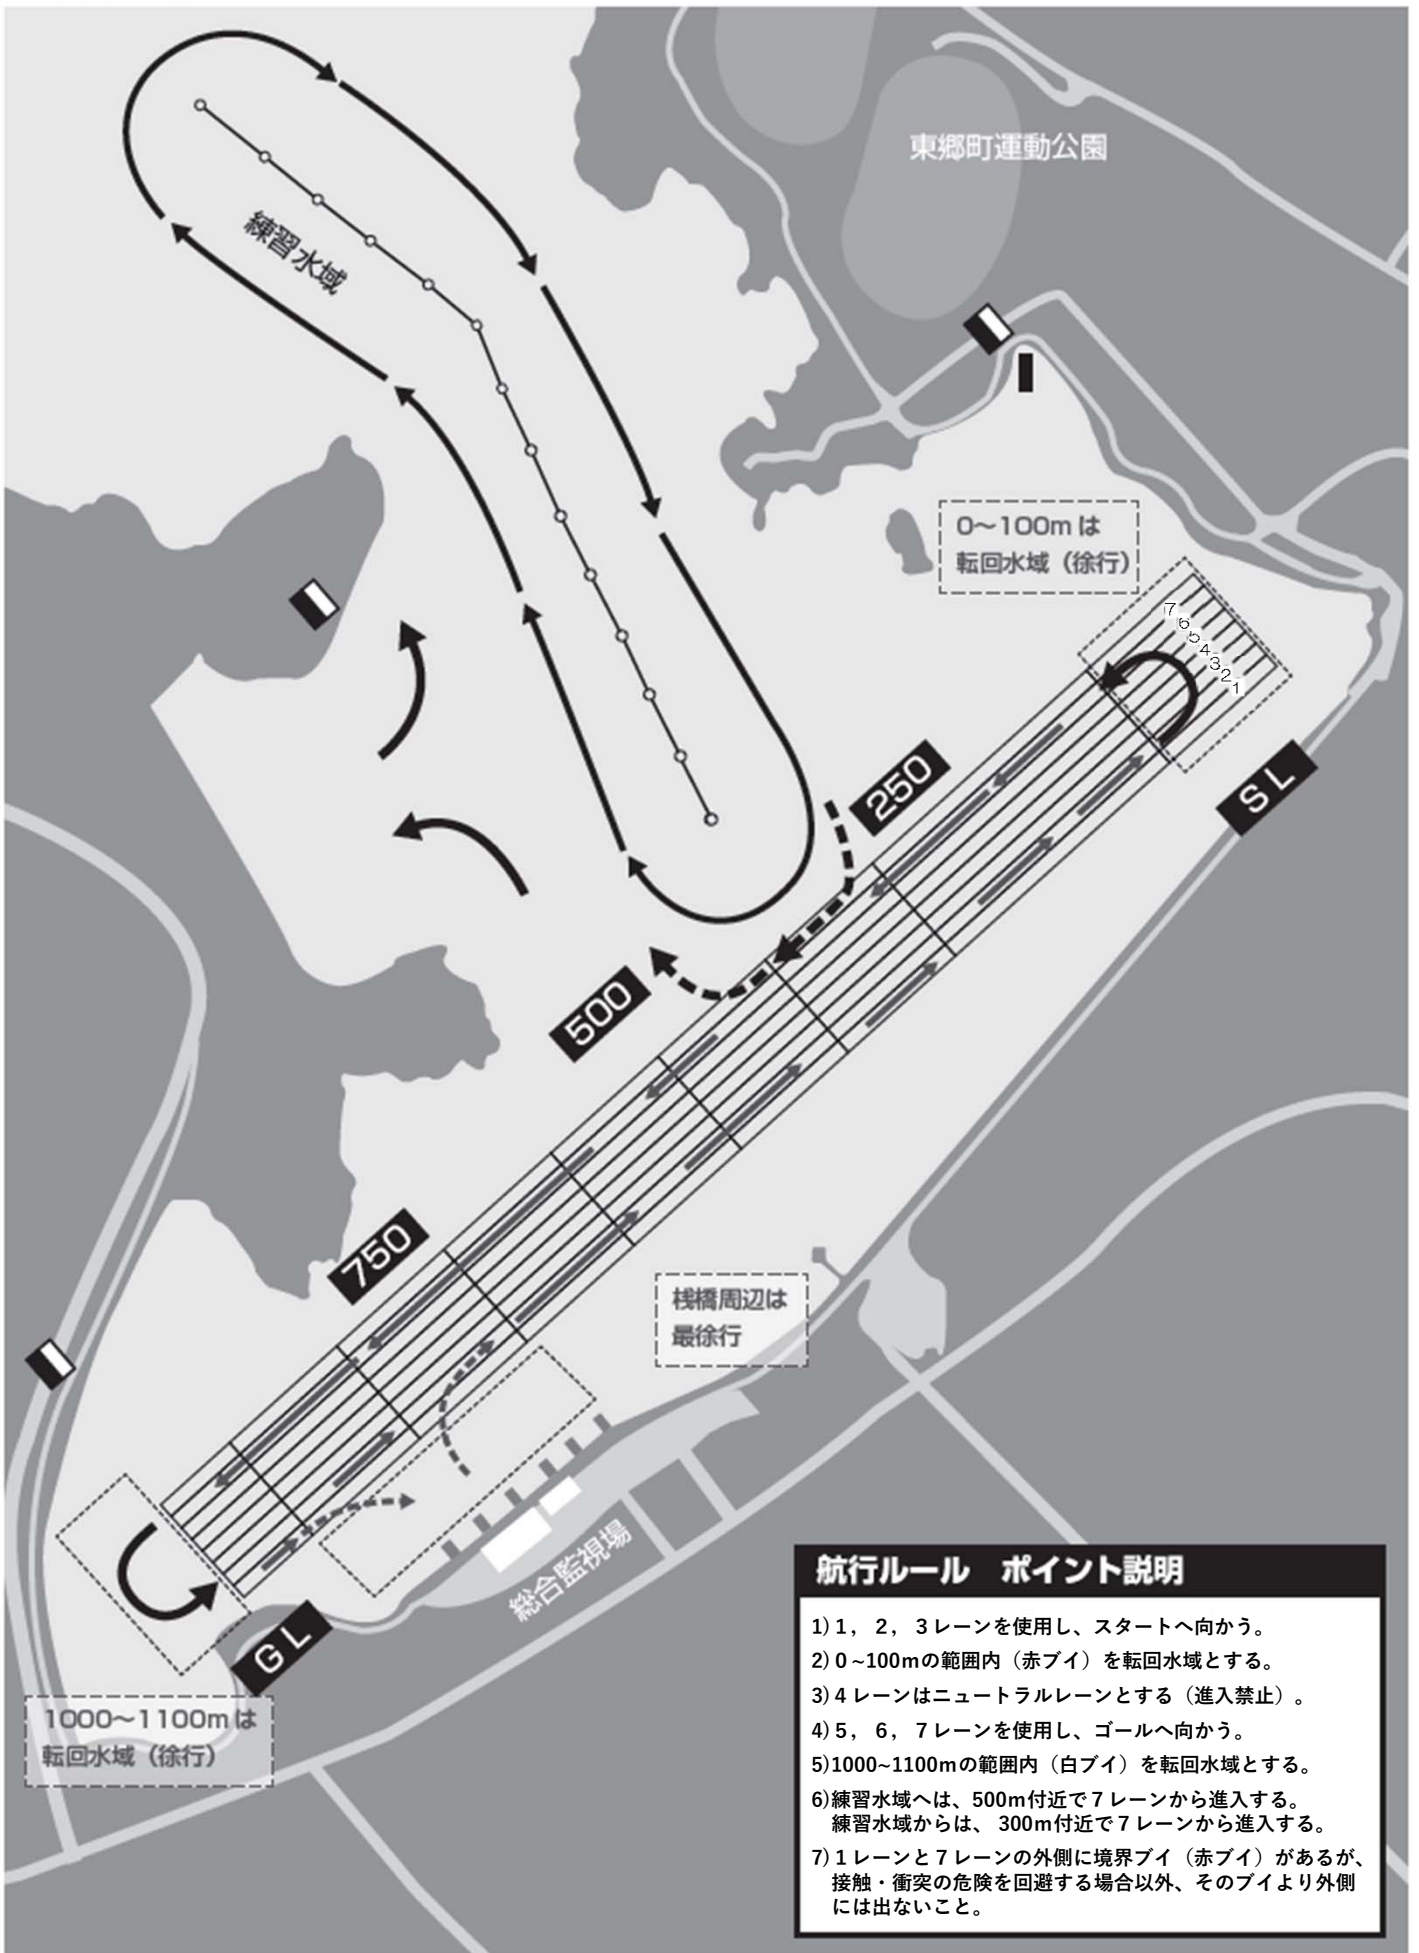 東郷町運動公園
練習水域
0〜100m は
転回水域（徐行）
7
6
5
4
3
2
1
250
S L
500
750
桟橋周辺は
最徐行
総合監視場
G L
1000〜1100m は
転回水域（徐行）
航行ルール　ポイント説明
1) 1， 2， 3レーンを使用し、スタートへ向かう。
2) 0~100mの範囲内（赤ブイ）を転回水域とする。
3) 4レーンはニュートラルレーンとする（進入禁止）。
4) 5， 6， 7レーンを使用し、ゴールへ向かう。
5)1000~1100mの範囲内（白ブイ）を転回水域とする。
6)練習水域へは、500m付近で7レーンから進入する。
練習水域からは、 300m付近で7レーンから進入する。
7) 1レーンと7レーンの外側に境界ブイ（赤ブイ）があるが、
接触・衝突の危険を回避する場合以外、そのブイより外側
には出ないこと。